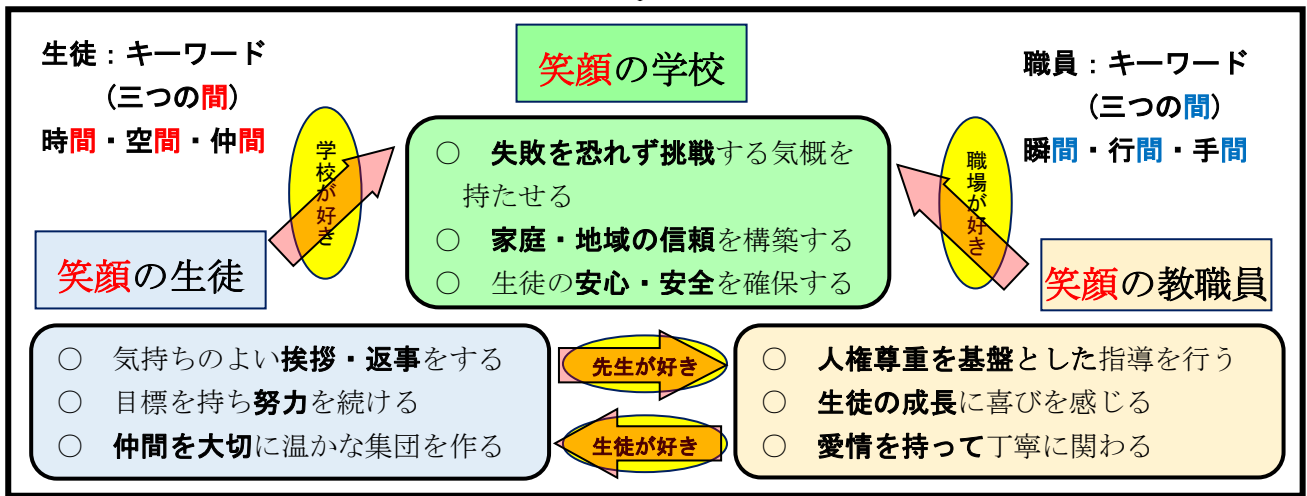 生徒：キーワード
（三つの間）
時間・空間・仲間
笑顔の学校
職員：キーワード
（三つの間）
瞬間・行間・手間
学校が好き
○　失敗を恐れず挑戦する気概を
持たせる
○　家庭・地域の信頼を構築する
○　生徒の安心・安全を確保する
職場が好き
笑顔の生徒
笑顔の教職員
○　気持ちのよい挨拶・返事をする
○　目標を持ち努力を続ける
○　仲間を大切に温かな集団を作る
先生が好き
生徒が好き
○　人権尊重を基盤とした指導を行う
○　生徒の成長に喜びを感じる
○　愛情を持って丁寧に関わる